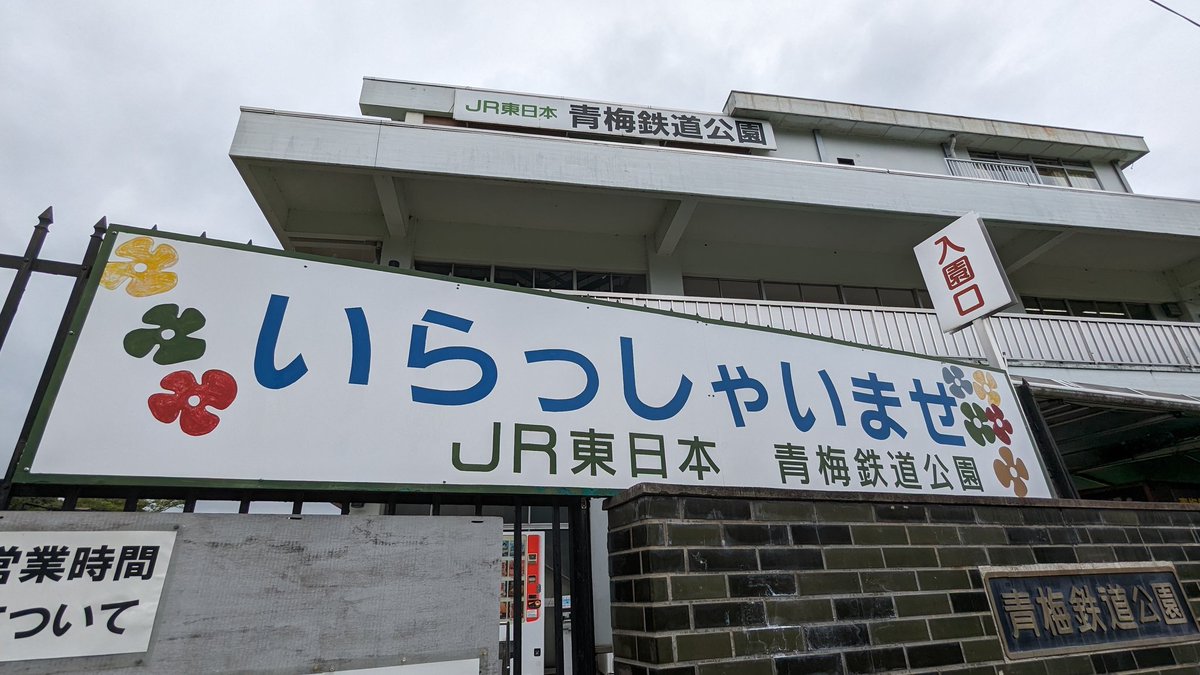 JR東日本 青梅鉄道公園
入園口
いらっしゃいませ
JR東日本 青梅鉄道公園
営業時間
ついて
青梅鉄道公園